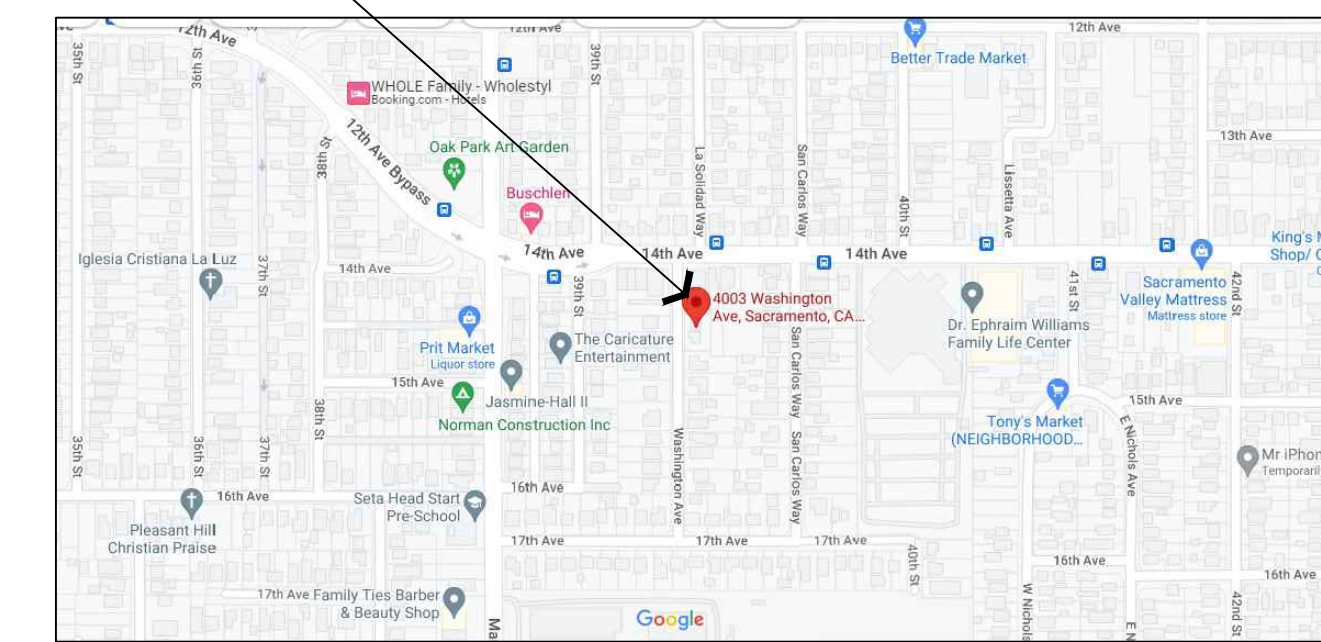 12th Ave
12th Ave
12th Ave
35th St
36th St
39th St
Better Trade Market
WHOLE Family - Wholestyl
Booking.com - Hotels
13th Ave
12th Ave Bypass
38th St
Oak Park Art Garden
La Solidad Way
San Carlos Way
Lissetta Ave
Buschlen
40th St
14th Ave
14th Ave
14th Ave
King's
Shop/
Iglesia Cristiana La Luz
37th St
14th Ave
39th St
41st St
42nd St
Sacramento
Valley Mattress
Mattress store
4003 Washington
Ave, Sacramento, CA...
Dr. Ephraim Williams
Family Life Center
The Caricature
Entertainment
San Carlos Way
Prit Market
Liquor store
15th Ave
Jasmine-Hall II
15th Ave
38th St
Norman Construction Inc
Tony's Market
(NEIGHBORHOOD...
E Nichols Ave
35th St
36th St
37th St
Washington Ave
San Carlos Way
Mr iPhon
Temporaril
16th Ave
16th Ave
Seta Head Start
Pre-School
Pleasant Hill
Christian Praise
17th Ave
17th Ave
17th Ave
40th St
16th Ave
16th Ave
17th Ave
Family Ties Barber
& Beauty Shop
W Nichols
42nd St
Google
Ma
E N